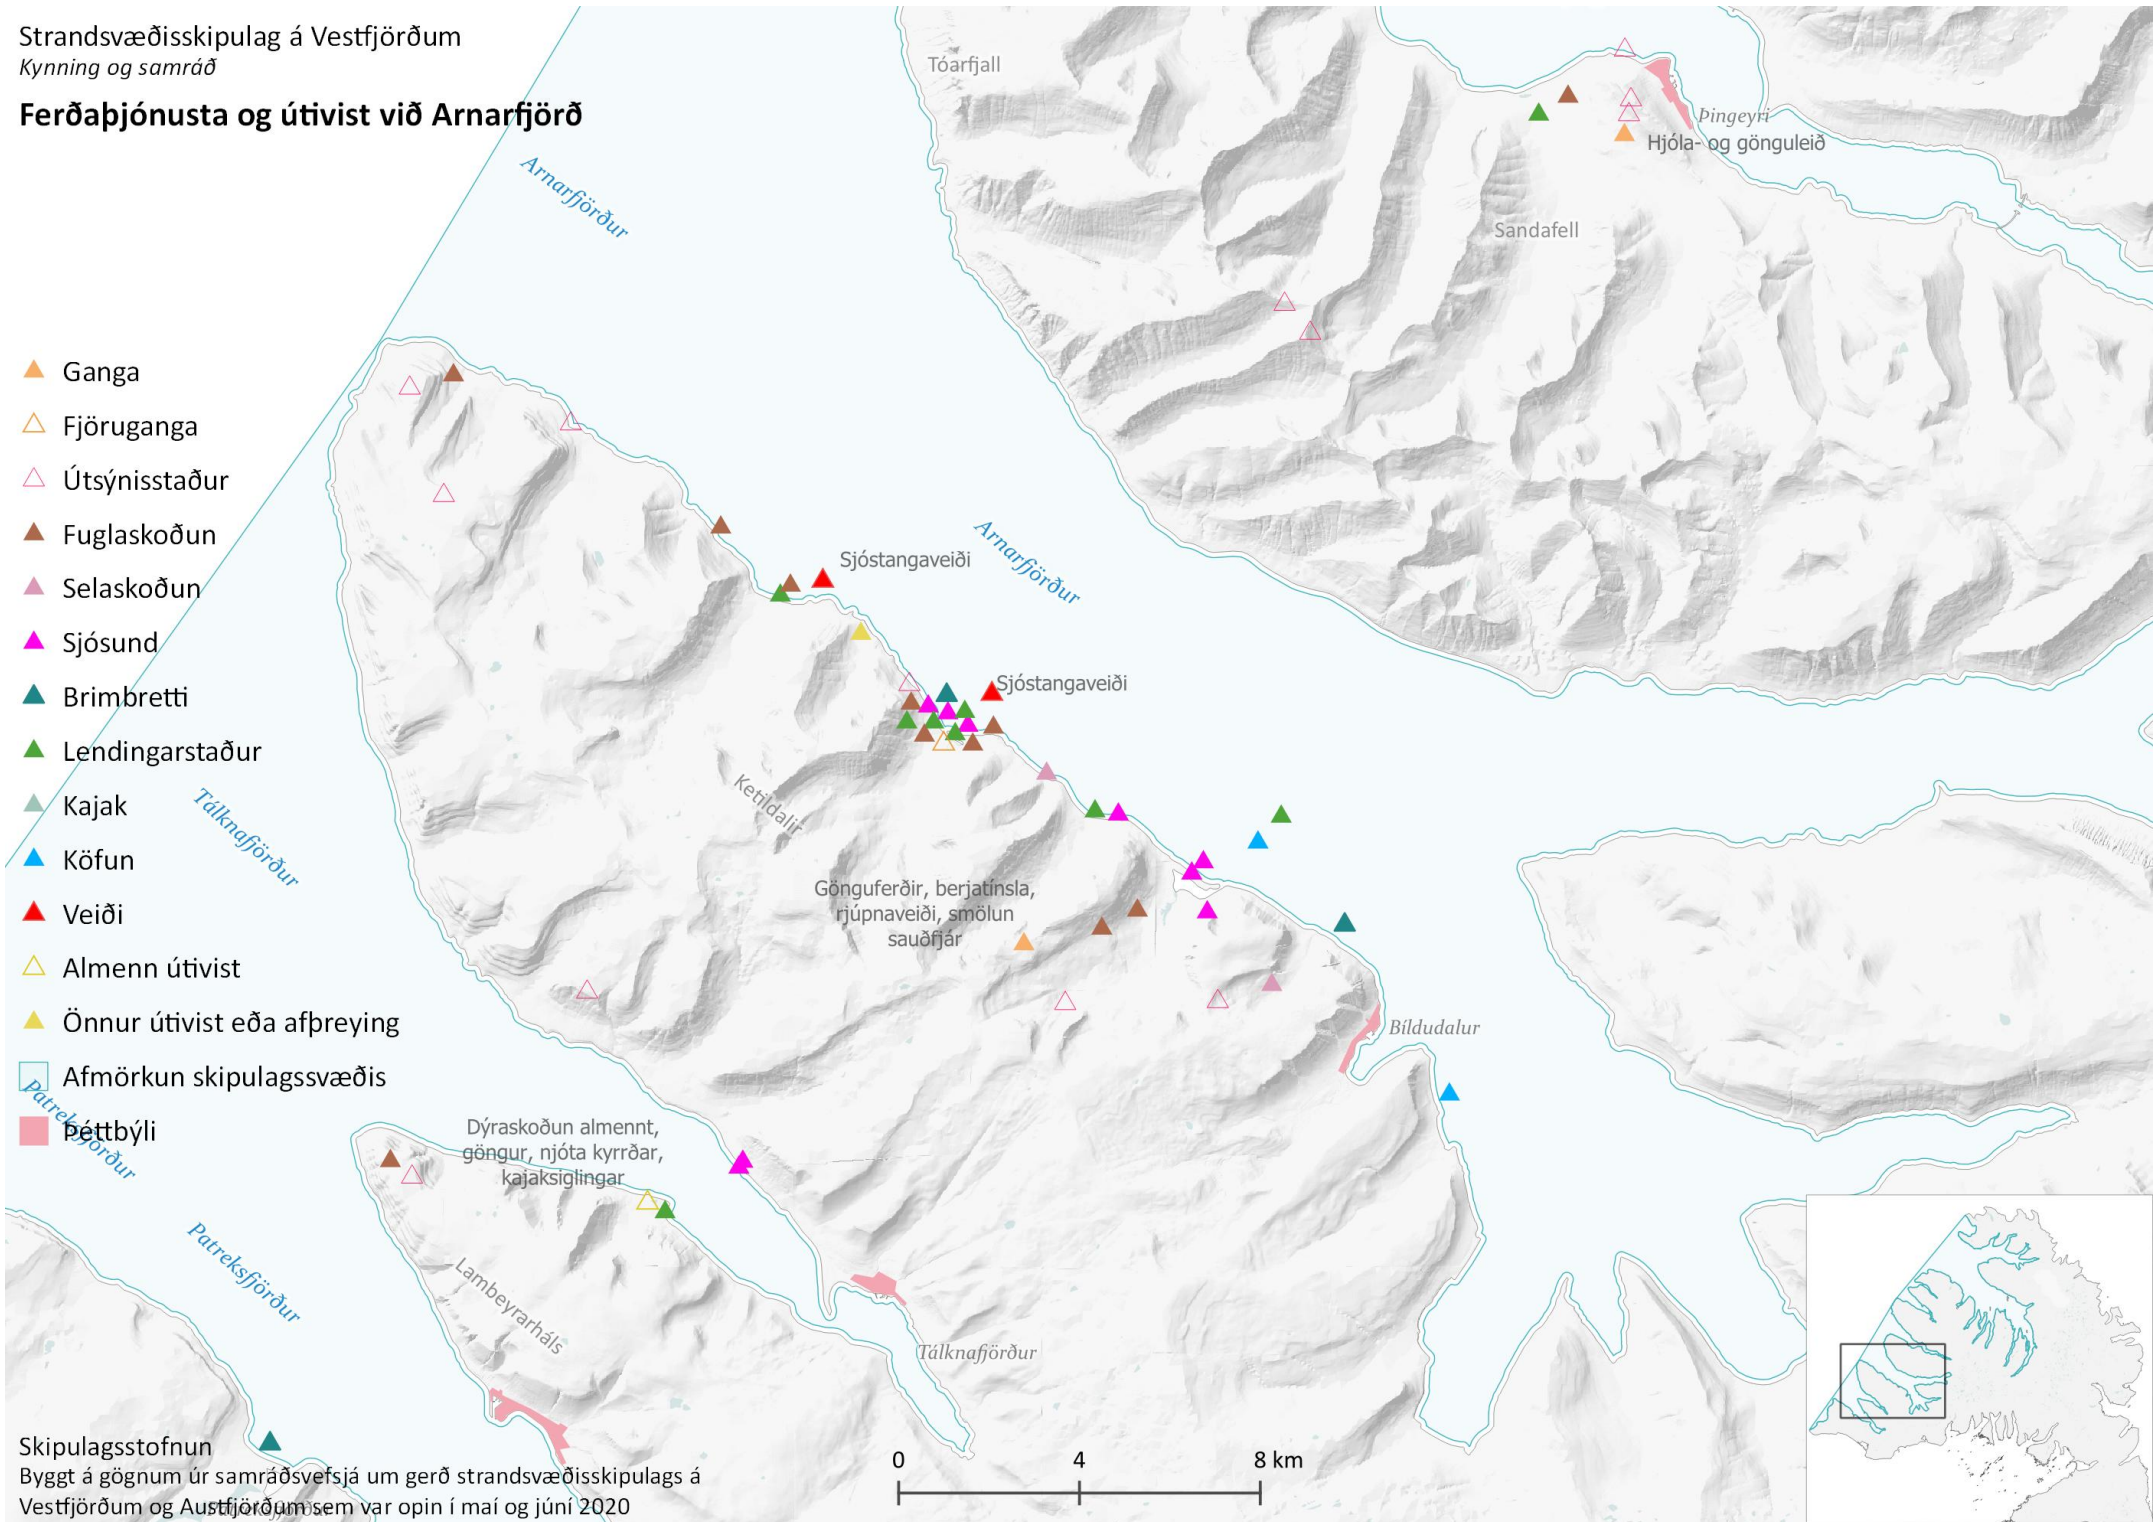 Strandsvæðisskipulag á Vestfjörðum
Kynning og samráð
Ferðaþjónusta og útivist við Arnarfjörð
Tóarfjall
Þingeyri
Hjóla- og gönguleið
Arnarfjörður
Sandafell
Ganga
Fjöruganga
Útsýnisstaður
Fuglaskoðun
Selaskoðun
Sjósund
Brimbretti
Lendingarstaður
Kajak
Köfun
Veiði
Almenn útivist
Önnur útivist eða afþreying
Afmörkun skipulagssvæðis
Þéttbýli
Sjóstangaveiði
Arnarfjörður
Sjóstangaveiði
Ketildalir
Tálknafjörður
Gönguferðir, berjatínsla,
rjúpnaveiði, smölun
sauðfjár
Bíldudalur
Patreksfjörður
Dýraskoðun almennt,
göngur, njóta kyrrðar,
kajaksiglingar
Patreksfjörður
Lambeyrarháls
Tálknafjörður
0 4 8 km
Skipulagsstofnun
Byggt á gögnum úr samráðsvefsjá um gerð strandsvæðisskipulags á
Vestfjörðum og Austfjörðum sem var opin í maí og júní 2020
Patreksfjörður